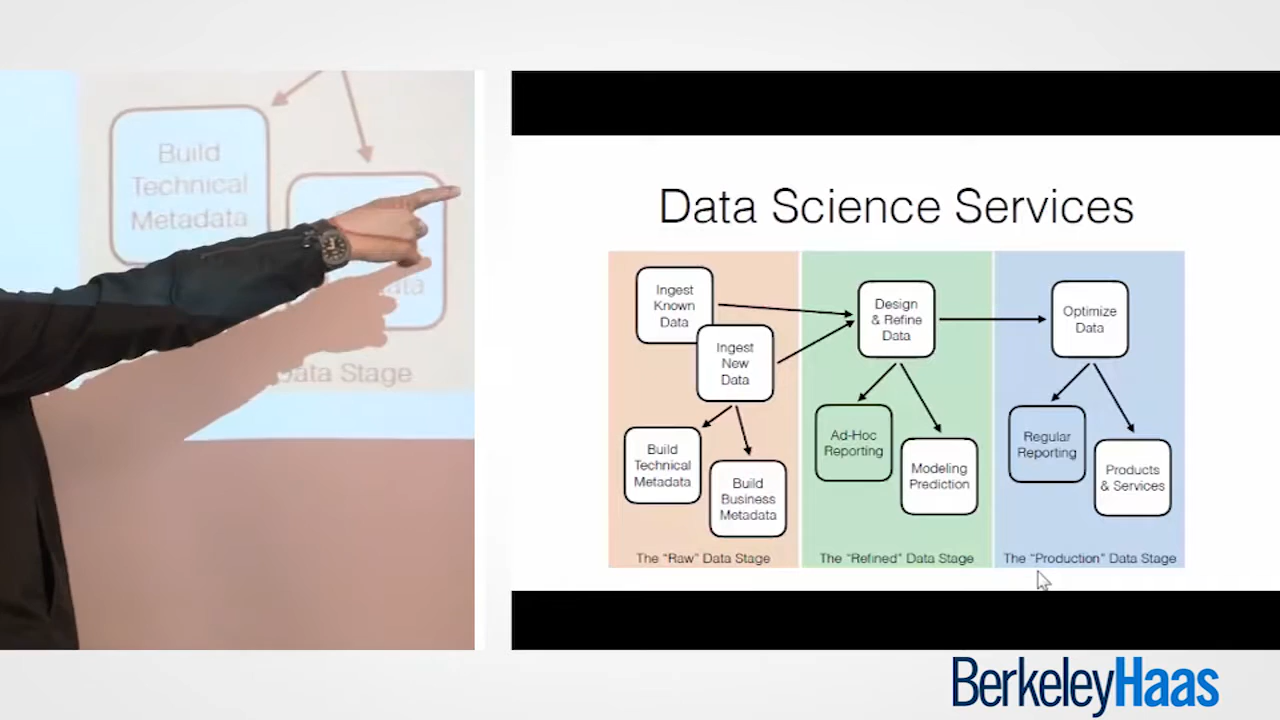 Build
Technical
Metadata
ata
Data Stage
Data Science Services
Ingest
Known
Data
Ingest
New
Data
Build
Technical
Metadata
Build
Business
Metadata
The "Raw" Data Stage
Design
& Refine
Data
Ad-Hoc
Reporting
Modeling
Prediction
The "Refined" Data Stage
Optimize
Data
Regular
Reporting
Products
& Services
The "Production" Data Stage
BerkeleyHaas